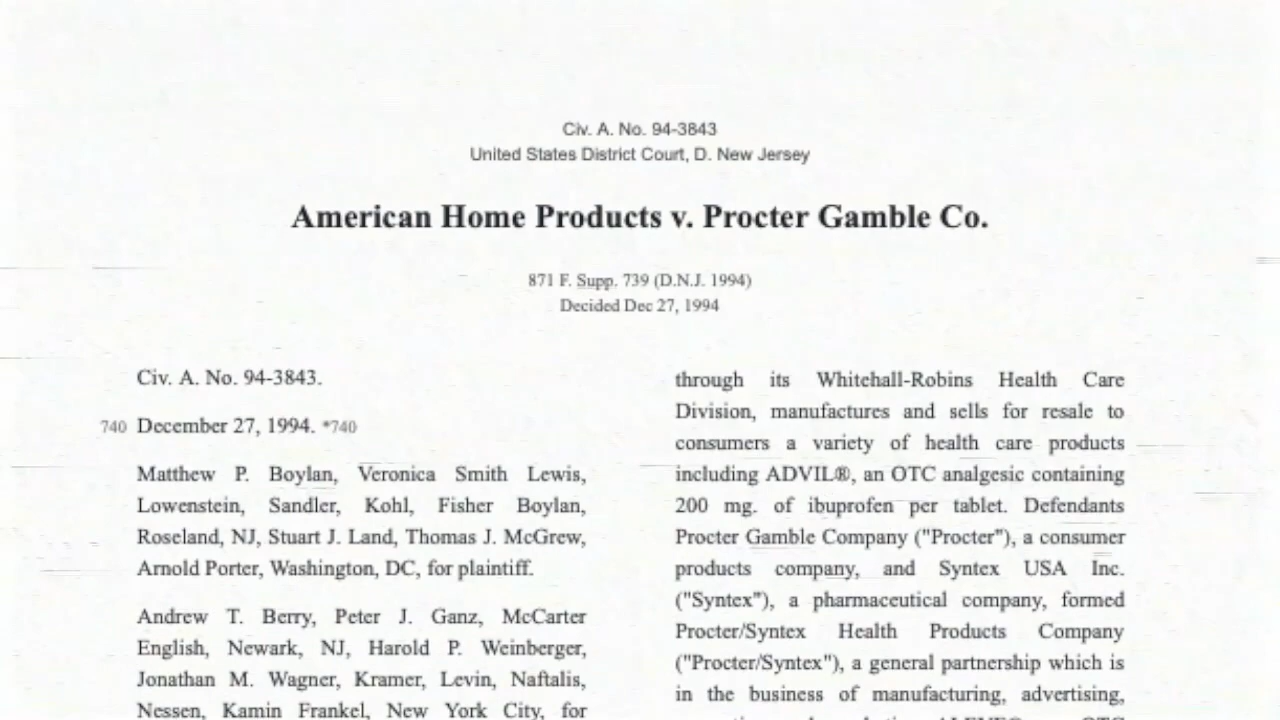 Civ. A. No. 94-3843
United States District Court, D. New Jersey
American Home Products v. Procter Gamble Co.
871 F. Supp. 739 (D.N.J. 1994)
Decided Dec 27, 1994
Civ. A. No. 94-3843.
740 December 27, 1994. *740
Matthew P. Boylan, Veronica Smith Lewis,
Lowenstein, Sandler, Kohl, Fisher Boylan,
Roseland, NJ, Stuart J. Land, Thomas J. McGrew,
Arnold Porter, Washington, DC, for plaintiff.
Andrew T. Berry, Peter J. Ganz, McCarter
English, Newark, NJ, Harold P. Weinberger,
Jonathan M. Wagner, Kramer, Levin, Naftalis,
Nessen, Kamin Frankel, New York City, for
through its Whitehall-Robins Health Care
Division, manufactures and sells for resale to
consumers a variety of health care products
including ADVIL®, an OTC analgesic containing
200 mg. of ibuprofen per tablet. Defendants
Procter Gamble Company ("Procter"), a consumer
products company, and Syntex USA Inc.
("Syntex"), a pharmaceutical company, formed
Procter/Syntex Health Products Company
("Procter/Syntex"), a general partnership which is
in the business of manufacturing, advertising,